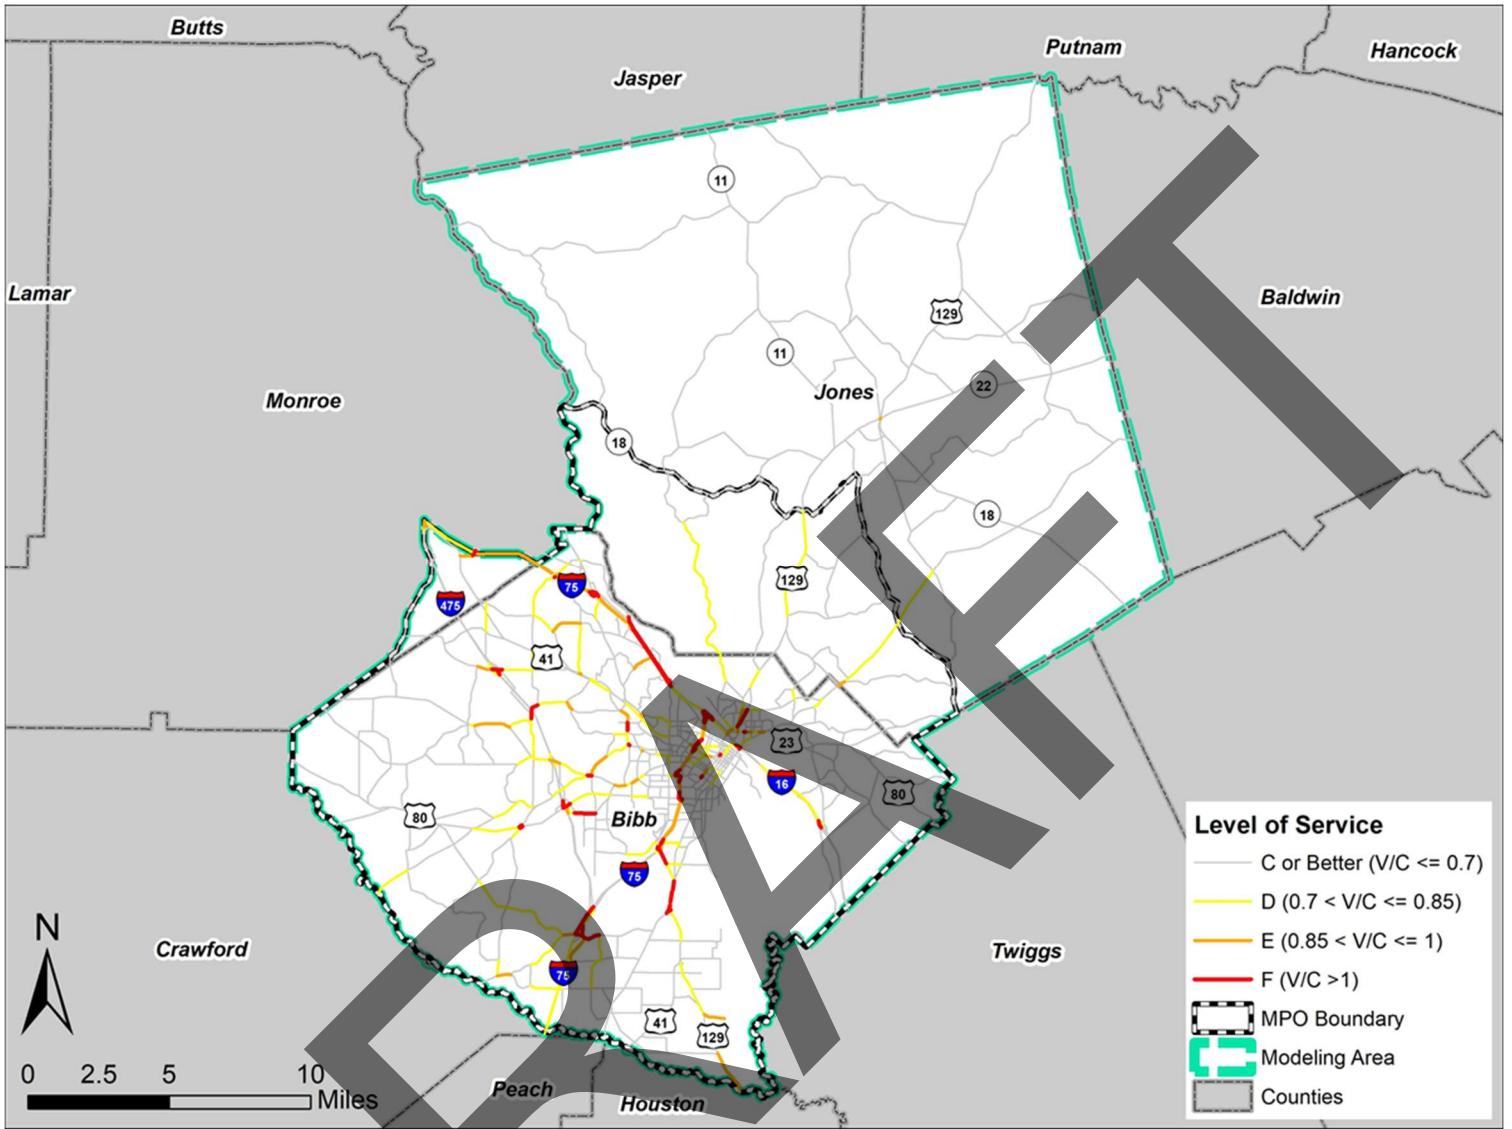 Butts
Putnam
Hancock
Jasper
11
Lamar
Baldwin
129
11
22
Jones
Monroe
18
18
129
75
475
41
23
16
80
80
Bibb
75
Level of Service
C or Better (V/C <= 0.7)
D (0.7 < V/C <= 0.85)
E (0.85 < V/C <= 1)
F (V/C >1)
MPO Boundary
Modeling Area
Counties
N
Crawford
Twiggs
75
41
129
0 2.5 5 10
Miles
Peach
Houston
DRAFT